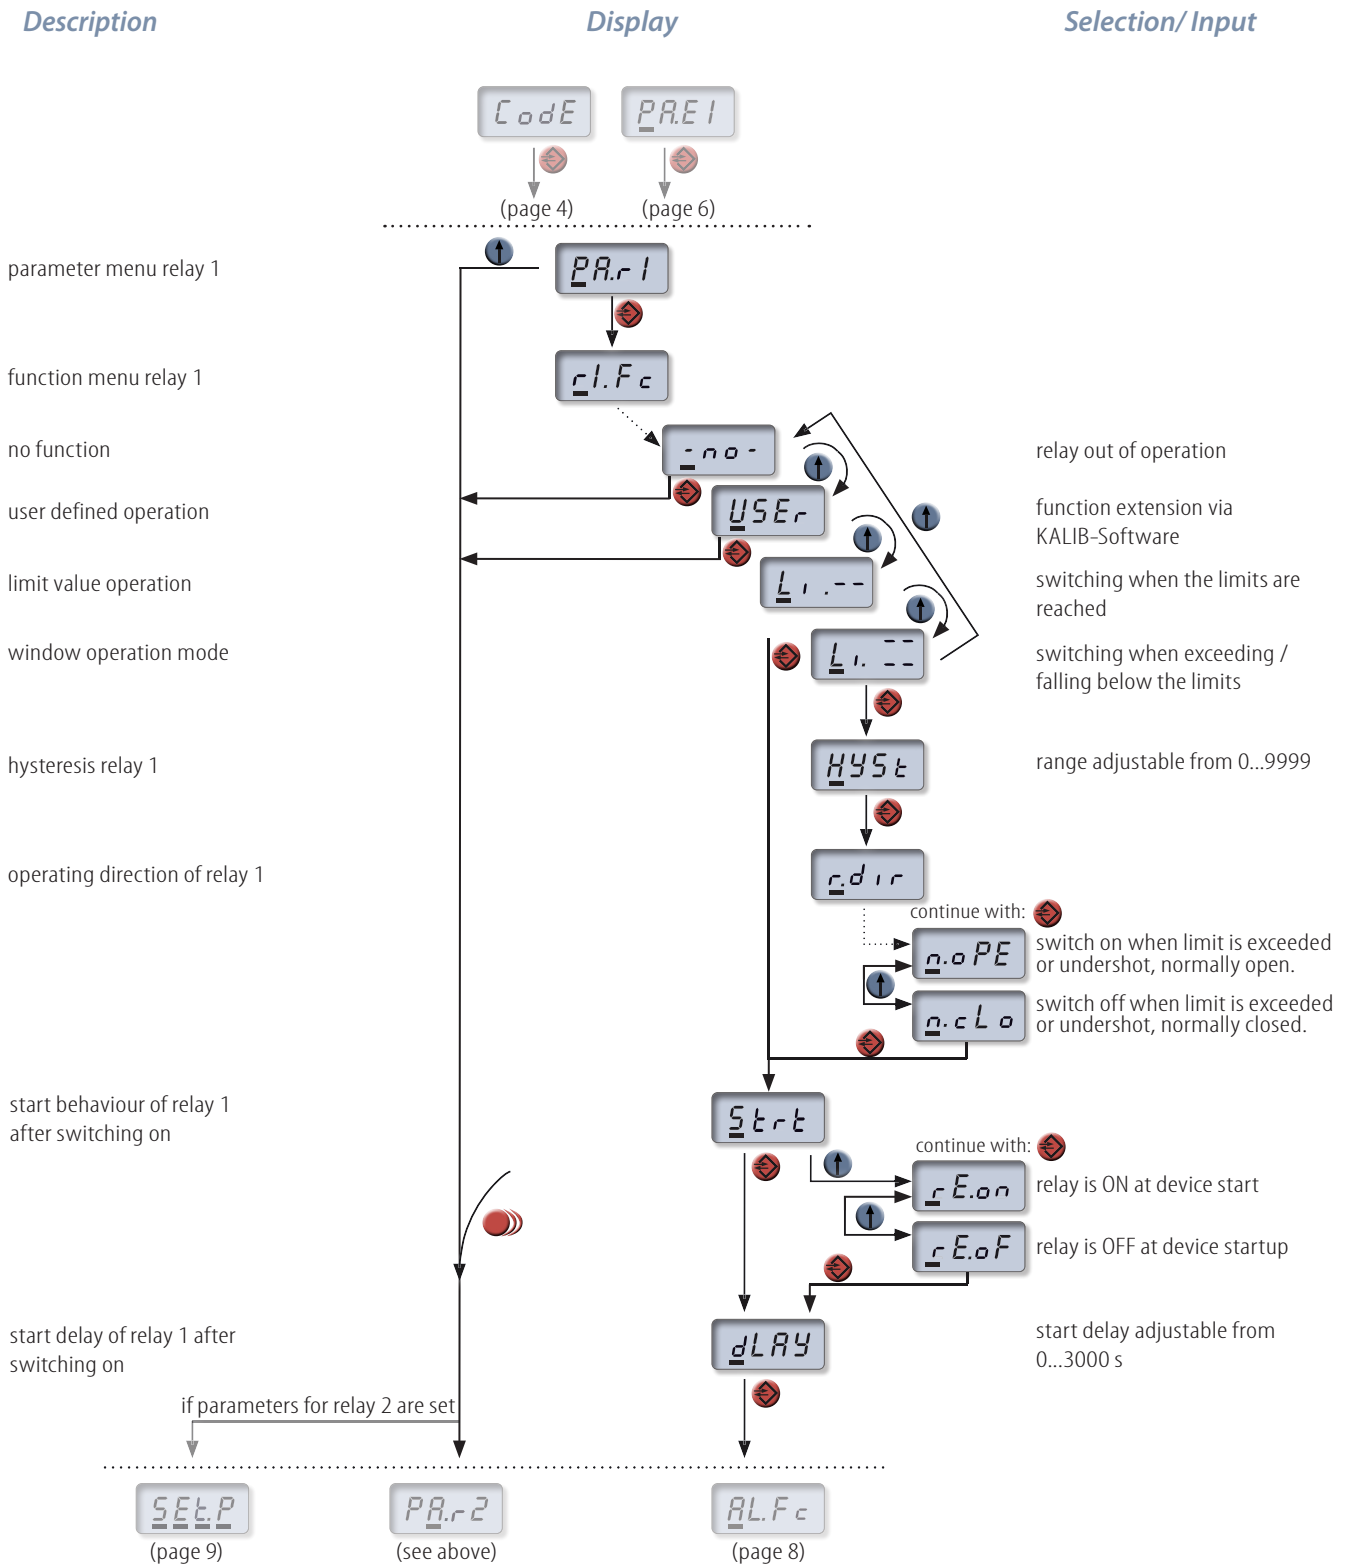 Description Display Selection/ Input
CodE PA.E1
(page 4) (page 6)
parameter menu relay 1 PA.r1
function menu relay 1 r1.Fc
no function -no- relay out of operation
user defined operation USEr function extension via
KALIB-Software
limit value operation Li.-- switching when the limits are
reached
window operation mode Li. == switching when exceeding /
falling below the limits
hysteresis relay 1 HYSt range adjustable from 0...9999
operating direction of relay 1 r.dir
continue with:
n.oPE switch on when limit is exceeded
or undershot, normally open.
n.cLo switch off when limit is exceeded
or undershot, normally closed.
start behaviour of relay 1 Strt
after switching on
continue with:
rE.on relay is ON at device start
rE.oF relay is OFF at device startup
start delay of relay 1 after dLAY start delay adjustable from
switching on 0...3000 s
if parameters for relay 2 are set
SEt.P PA.r2 AL.Fc
(page 9) (see above) (page 8)